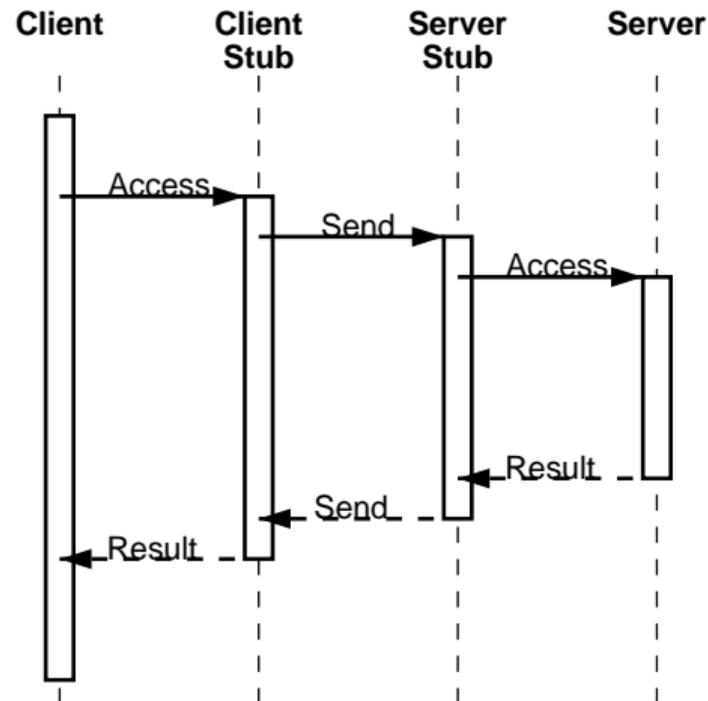 Client Client Server Server
Stub Stub
Access
Send
Access
Result
Send
Result